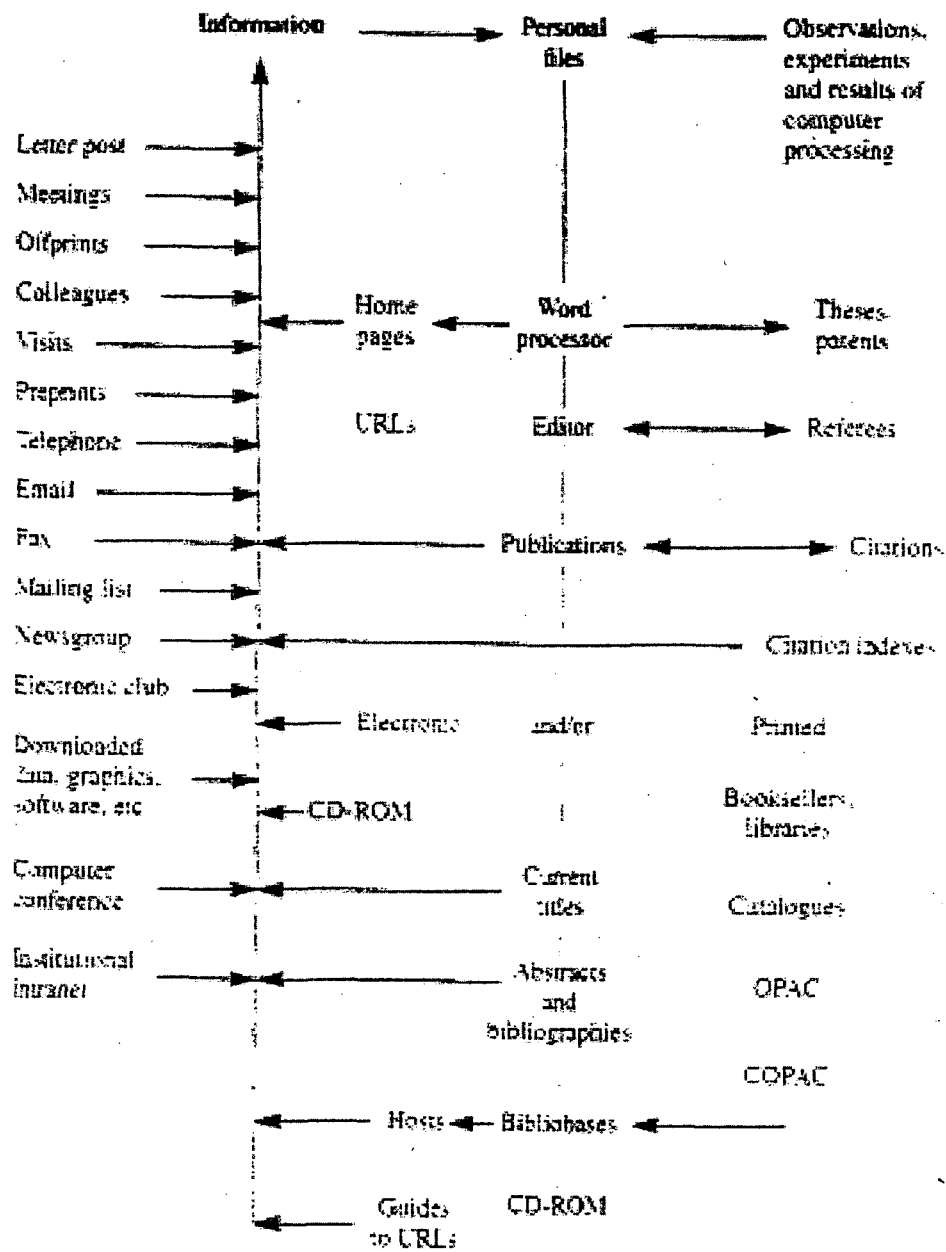 Information
Personal
files
Observations,
experiments
and results of
computer
processing
Letter post
Meetings
Offprints
Colleagues
Home
pages
Word
processor
Theses
patents
Visits
Preprints
URLs
Editor
Referees
Telephone
Email
Fax
Publications
Citations
Mailing list
Newsgroup
Citation indexes
Electronic club
Electronic
and/or
Printed
Downloaded
graphics,
software, etc
CD-ROM
Booksellers,
libraries
Computer
conference
Current
titles
Catalogues
Institutional
intranet
Abstracts
and
bibliographies
OPAC
COPAC
Hosts
Bibliobases
Guides
to URLs
CD-ROM